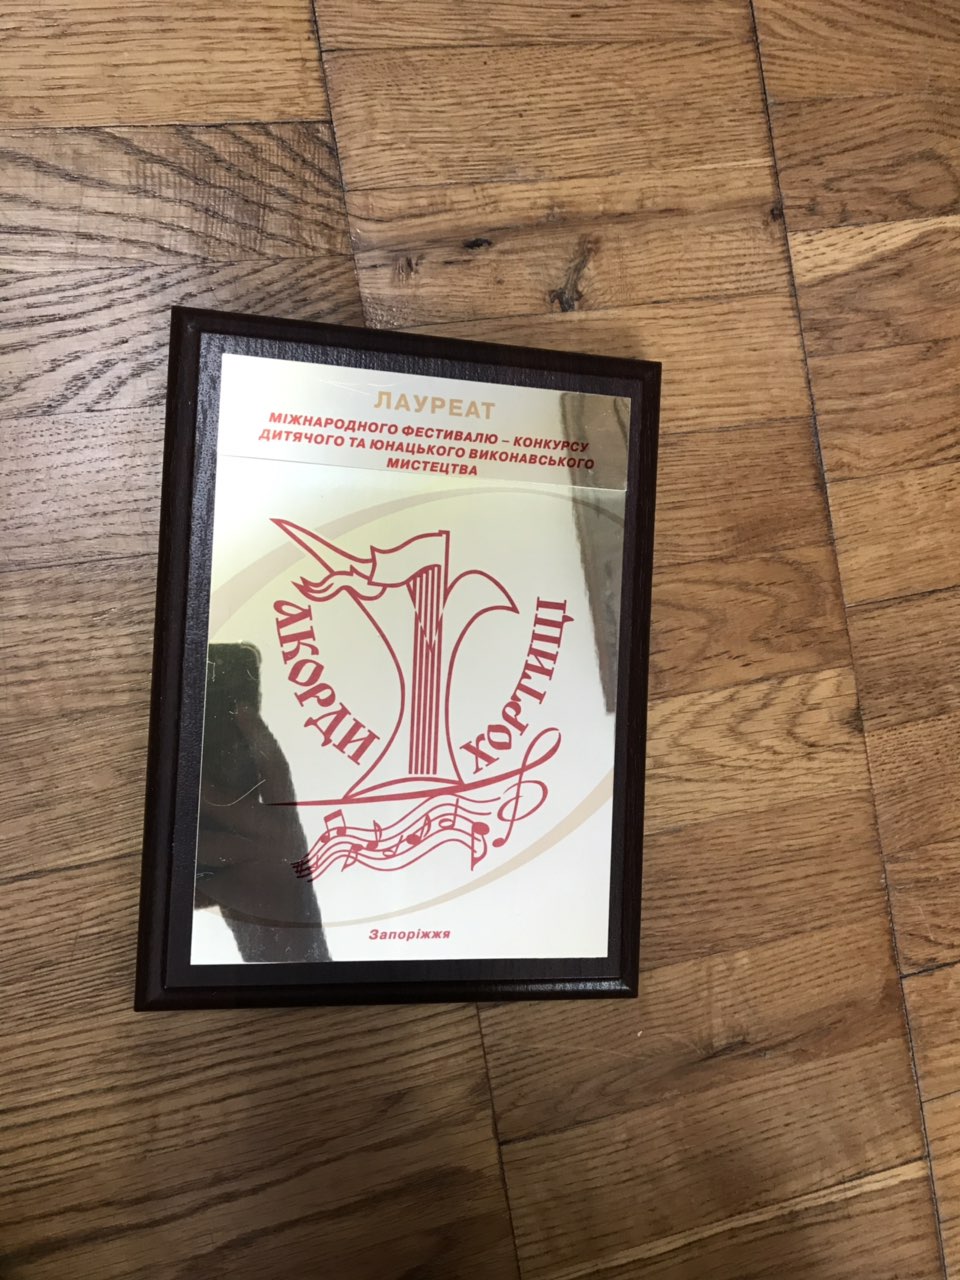 ЛАУРЕАТ
МІЖНАРОДНОГО ФЕСТИВАЛЮ – КОНКУРСУ
ДИТЯЧОГО ТА ЮНАЦЬКОГО ВИКОНАВСЬКОГО
МИСТЕЦТВА
АКОРДИ
ХОРТИЦІ
Запоріжжя